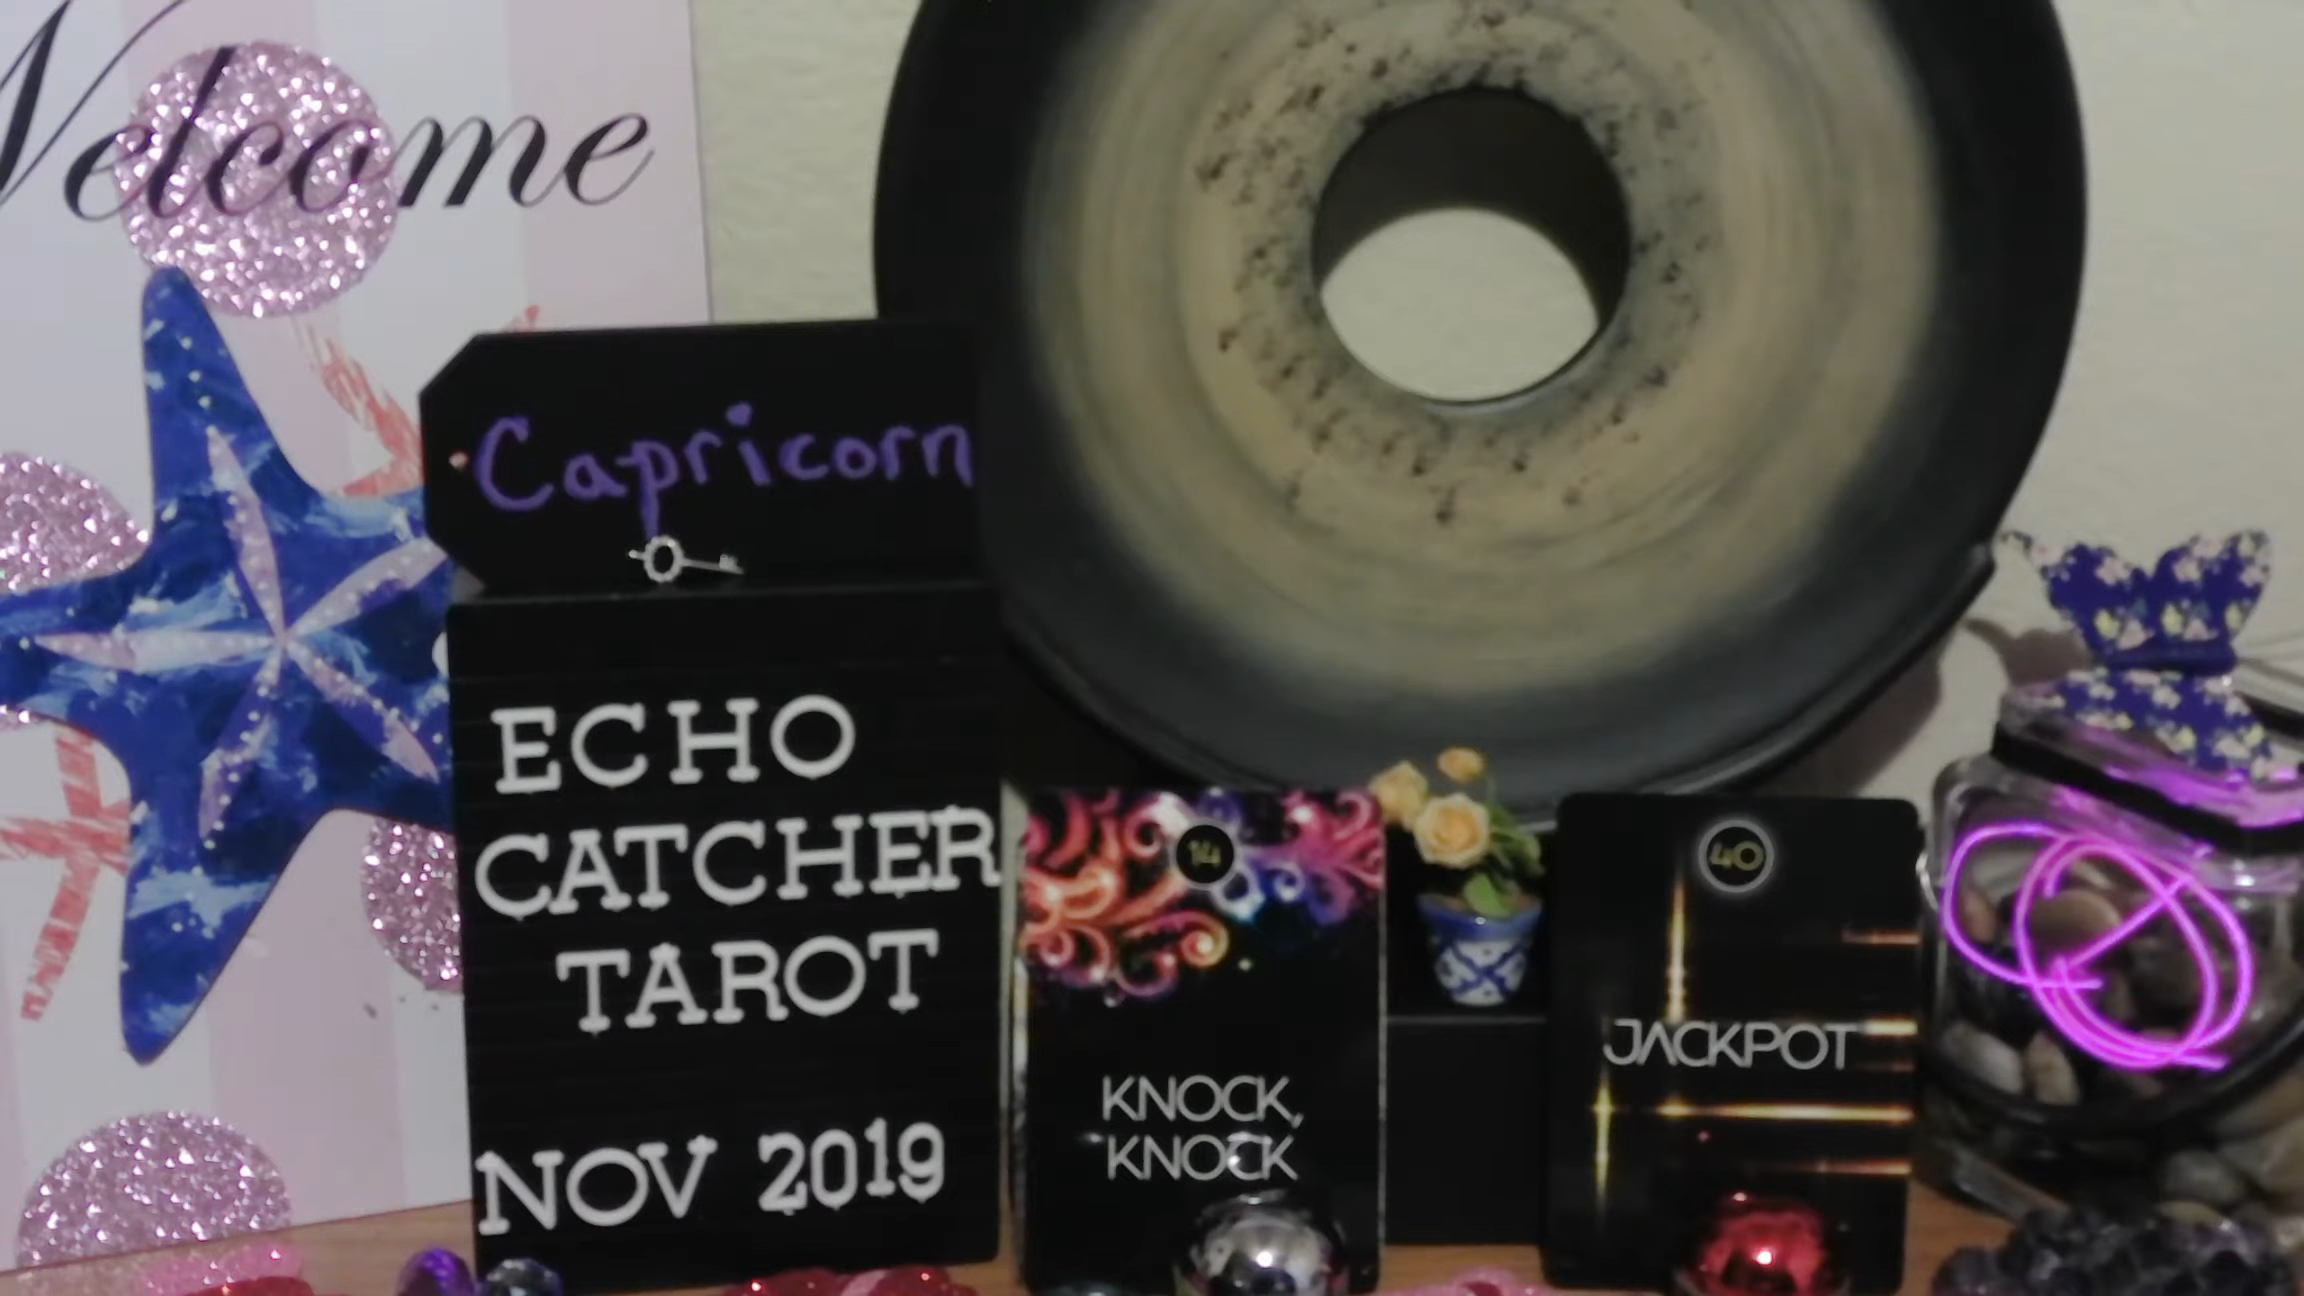 Welcome
Capricorn
ECHO
CATCHER
TAROT
NOV 2019
14
KNOCK,
KNOCK
40
JACKPOT